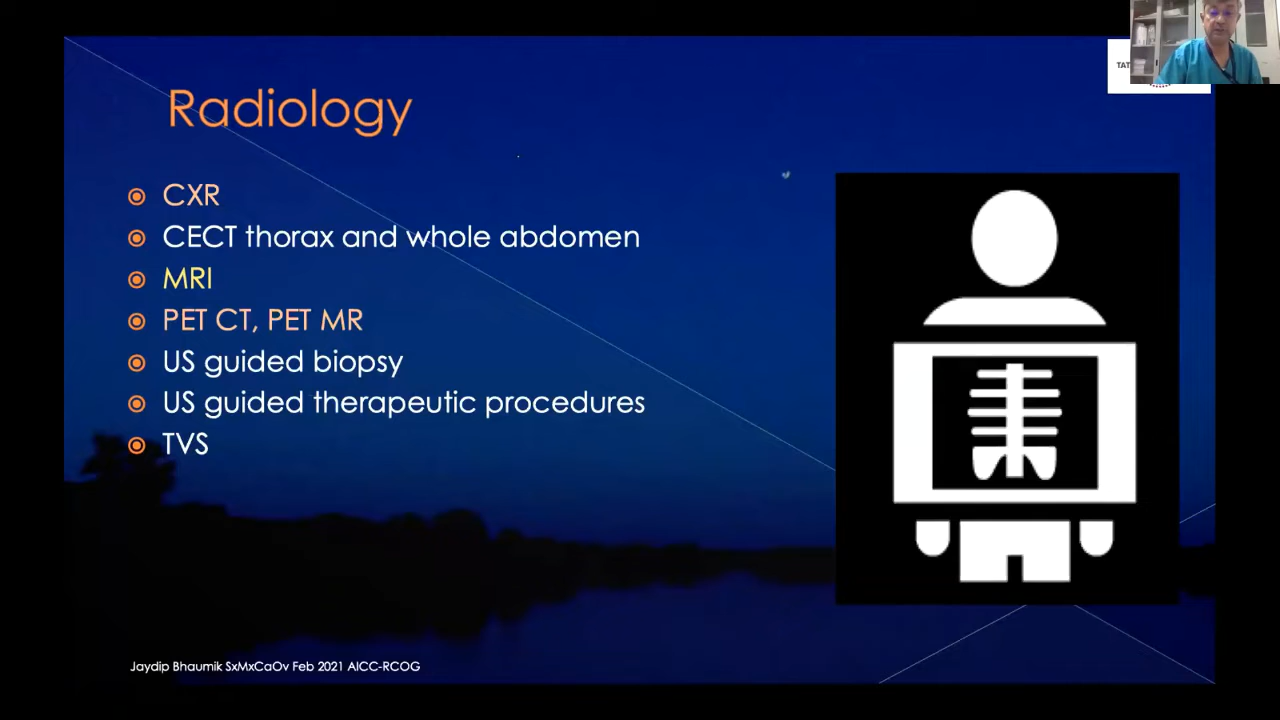 Radiology
CXR
CECT thorax and whole abdomen
MRI
PET CT, PET MR
US guided biopsy
US guided therapeutic procedures
TVS
Jaydip Bhaumik SxMxCaOv Feb 2021 AICC-RCOG
TAT